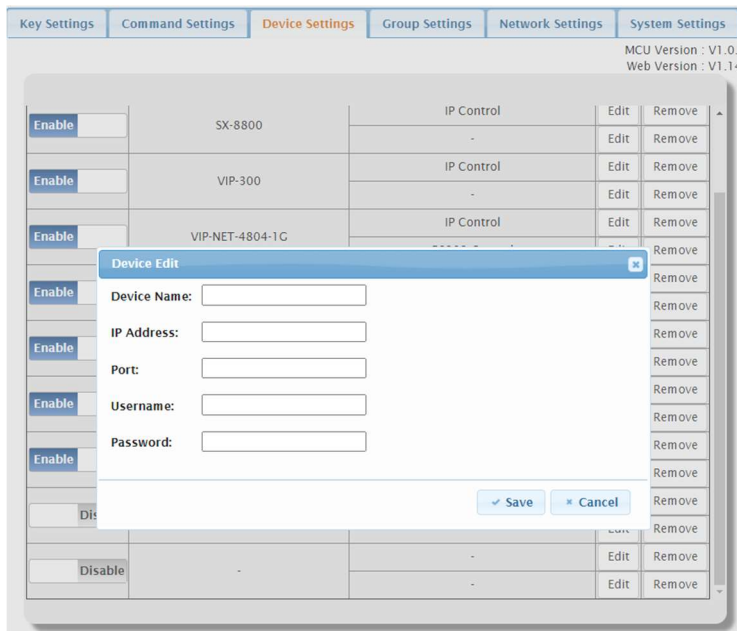 Key Settings Command Settings Device Settings Group Settings Network Settings System Settings
MCU Version : V1.0.
Web Version : V1.14
Enable SX-8800 IP Control Edit Remove
- Edit Remove
Enable VIP-300 IP Control Edit Remove
- Edit Remove
Enable VIP-NET-4804-1G IP Control Edit Remove
Remove
Device Edit
Enable Remove
Device Name:
Remove
IP Address:
Enable Remove
Port:
Remove
Enable Remove
Username:
Remove
Password:
Enable Remove
Remove
Save Cancel
Remove
Edit Remove
Disable - - Edit Remove
- Edit Remove